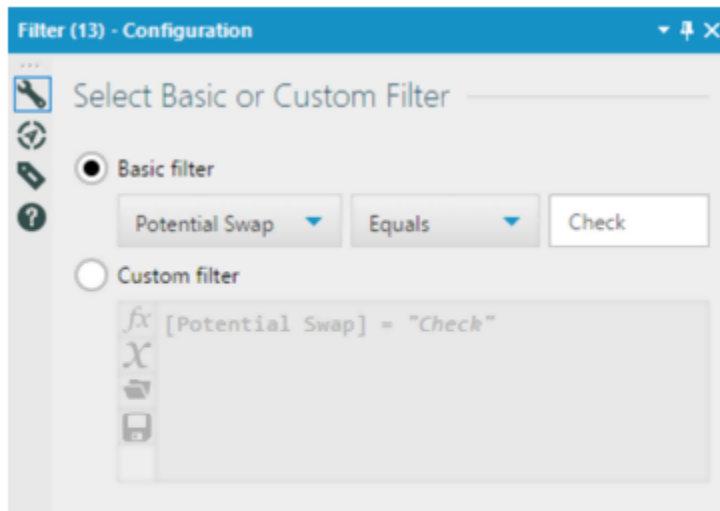 Filter (13) - Configuration
Select Basic or Custom Filter
Basic filter
Potential Swap Equals Check
Custom filter
[Potential Swap] = "Check"